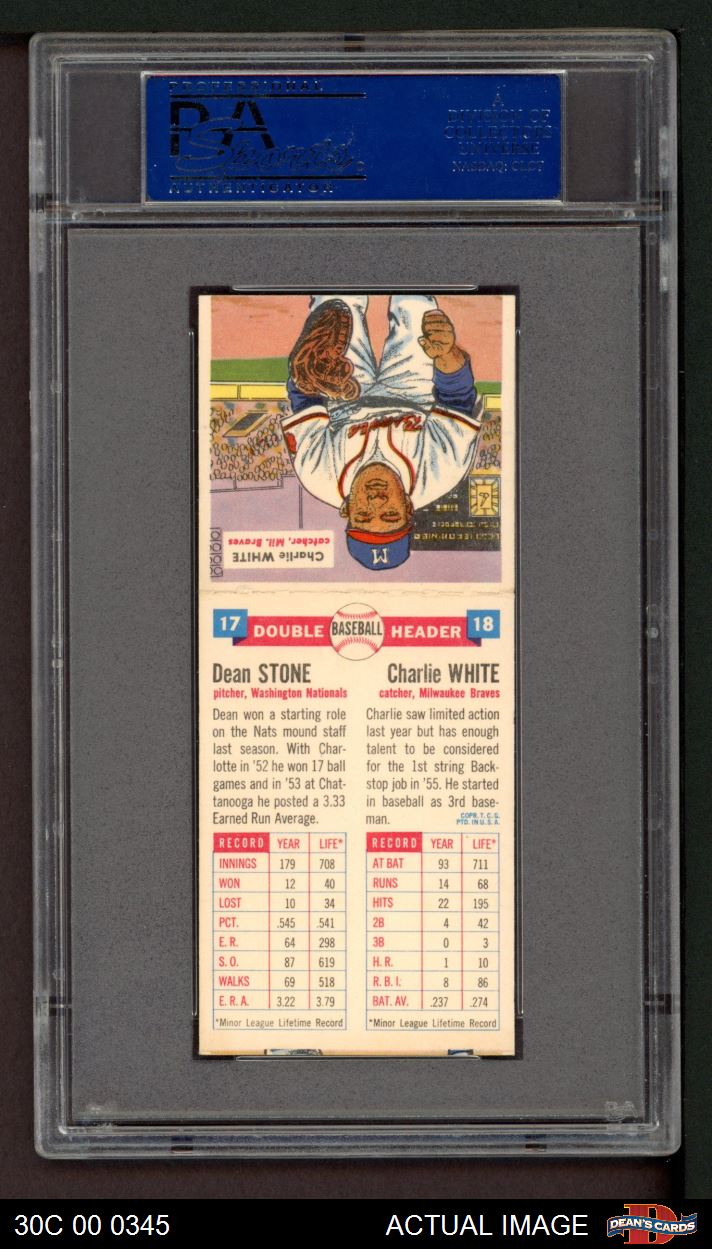 PROFESSIONAL
PSA
Sports
AUTHENTICATOR
A
DIVISION OF
COLLECTORS
UNIVERSE
NASDAQ: CLCT
Braves
M
Charlie WHITE
catcher, Mil. Braves
17 DOUBLE BASEBALL HEADER 18
Dean STONE
pitcher, Washington Nationals
Dean won a starting role
on the Nats mound staff
last season. With Char-
lotte in '52 he won 17 ball
games and in '53 at Chat-
tanooga he posted a 3.33
Earned Run Average.
RECORD YEAR LIFE*
INNINGS 179 708
WON 12 40
LOST 10 34
PCT. .545 .541
E.R. 64 298
S.O. 87 619
WALKS 69 518
E.R.A. 3.22 3.79
*Minor League Lifetime Record
Charlie WHITE
catcher, Milwaukee Braves
Charlie saw limited action
last year but has enough
talent to be considered
for the 1st string Back-
stop job in '55. He started
in baseball as 3rd base-
man.
COPR. T. C. G.
PTD. IN U. S. A.
RECORD YEAR LIFE*
AT BAT 93 711
RUNS 14 68
HITS 22 195
2B 4 42
3B 0 3
H.R. 1 10
R.B.I. 8 86
BAT. AV. .237 .274
*Minor League Lifetime Record
30C 00 0345
ACTUAL IMAGE
DEAN'S CARDS